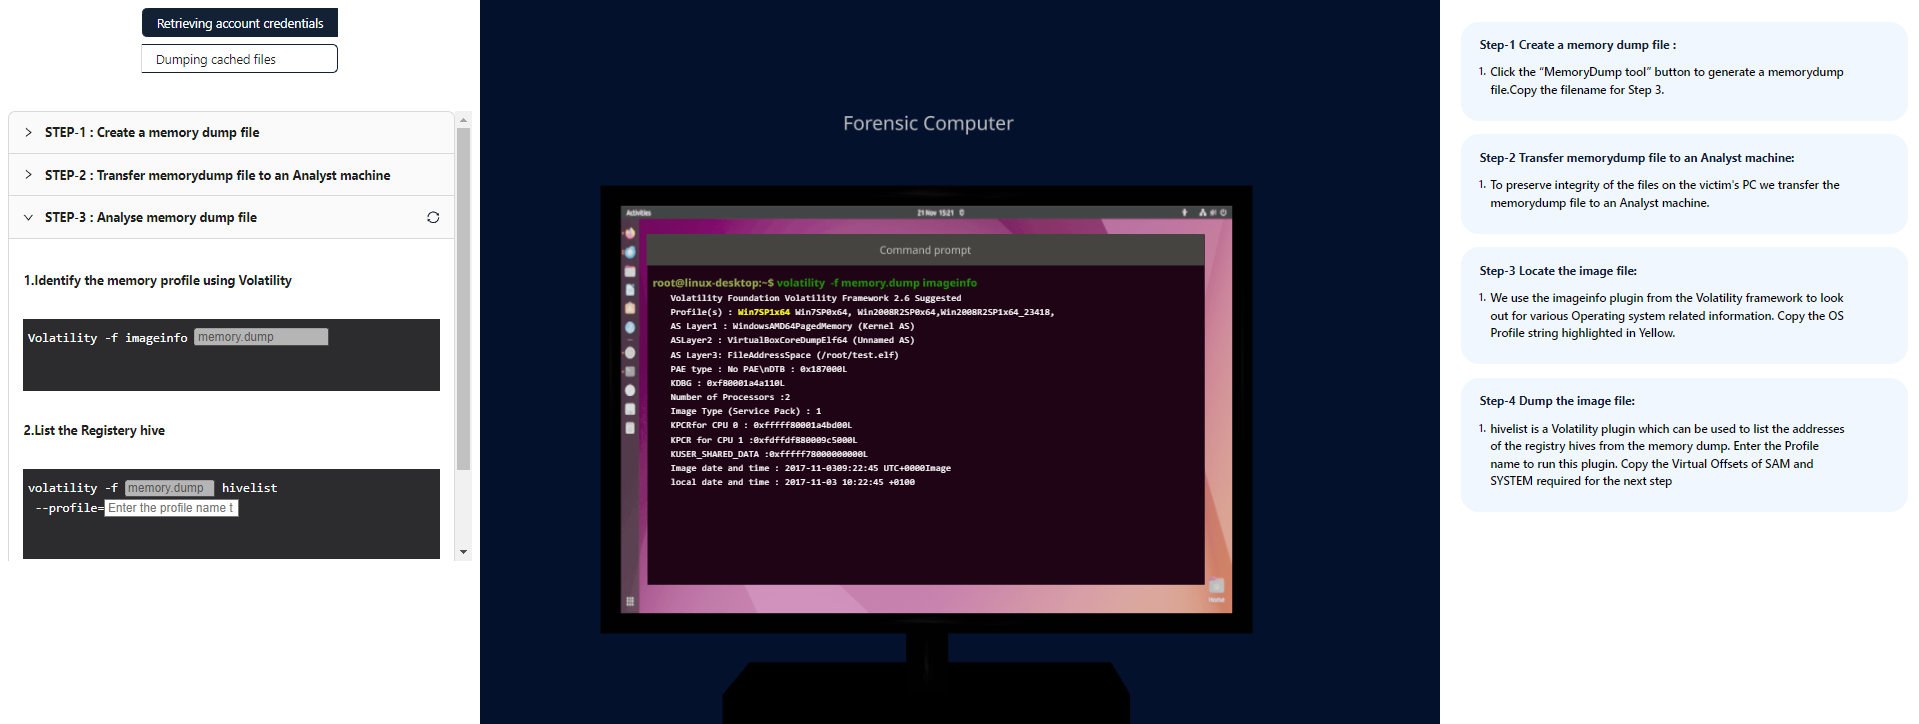 Retrieving account credentials
Dumping cached files
STEP-1 : Create a memory dump file
STEP-2 : Transfer memorydump file to an Analyst machine
STEP-3 : Analyse memory dump file
1.Identify the memory profile using Volatility
Volatility -f imageinfo memory.dump
2.List the Registery hive
volatility -f memory.dump hivelist
--profile=Enter the profile name t
Forensic Computer
Activities
21 Nov 15:21
Command prompt
root@linux-desktop:~$ volatility -f memory.dump imageinfo
Volatility Foundation Volatility Framework 2.6 Suggested
Profile(s) : Win7SP1x64 Win7SP0x64, Win2008R2SP0x64,Win2008R2SP1x64_23418,
AS Layer1 : WindowsAMD64PagedMemory (Kernel AS)
ASLayer2 : VirtualBoxCoreDumpElf64 (Unnamed AS)
AS Layer3: FileAddressSpace (/root/test.elf)
PAE type : No PAE\nDTB : 0x187000L
KDBG : 0xf80001a4a110L
Number of Processors :2
Image Type (Service Pack) : 1
KPCRfor CPU 0 : 0xfffff80001a4bd00L
KPCR for CPU 1 :0xfdffdf880009c5000L
KUSER_SHARED_DATA :0xfffff78000000000L
Image date and time : 2017-11-0309:22:45 UTC+0000Image
local date and time : 2017-11-03 10:22:45 +0100
Home
Step-1 Create a memory dump file :
1. Click the “MemoryDump tool” button to generate a memorydump
file.Copy the filename for Step 3.
Step-2 Transfer memorydump file to an Analyst machine:
1. To preserve integrity of the files on the victim's PC we transfer the
memorydump file to an Analyst machine.
Step-3 Locate the image file:
1. We use the imageinfo plugin from the Volatility framework to look
out for various Operating system related information. Copy the OS
Profile string highlighted in Yellow.
Step-4 Dump the image file:
1. hivelist is a Volatility plugin which can be used to list the addresses
of the registry hives from the memory dump. Enter the Profile
name to run this plugin. Copy the Virtual Offsets of SAM and
SYSTEM required for the next step